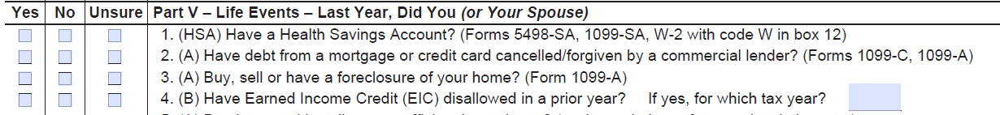 Yes No Unsure Part V – Life Events – Last Year, Did You (or Your Spouse)
1. (HSA) Have a Health Savings Account? (Forms 5498-SA, 1099-SA, W-2 with code W in box 12)
2. (A) Have debt from a mortgage or credit card cancelled/forgiven by a commercial lender? (Forms 1099-C, 1099-A)
3. (A) Buy, sell or have a foreclosure of your home? (Form 1099-A)
4. (B) Have Earned Income Credit (EIC) disallowed in a prior year? If yes, for which tax year?